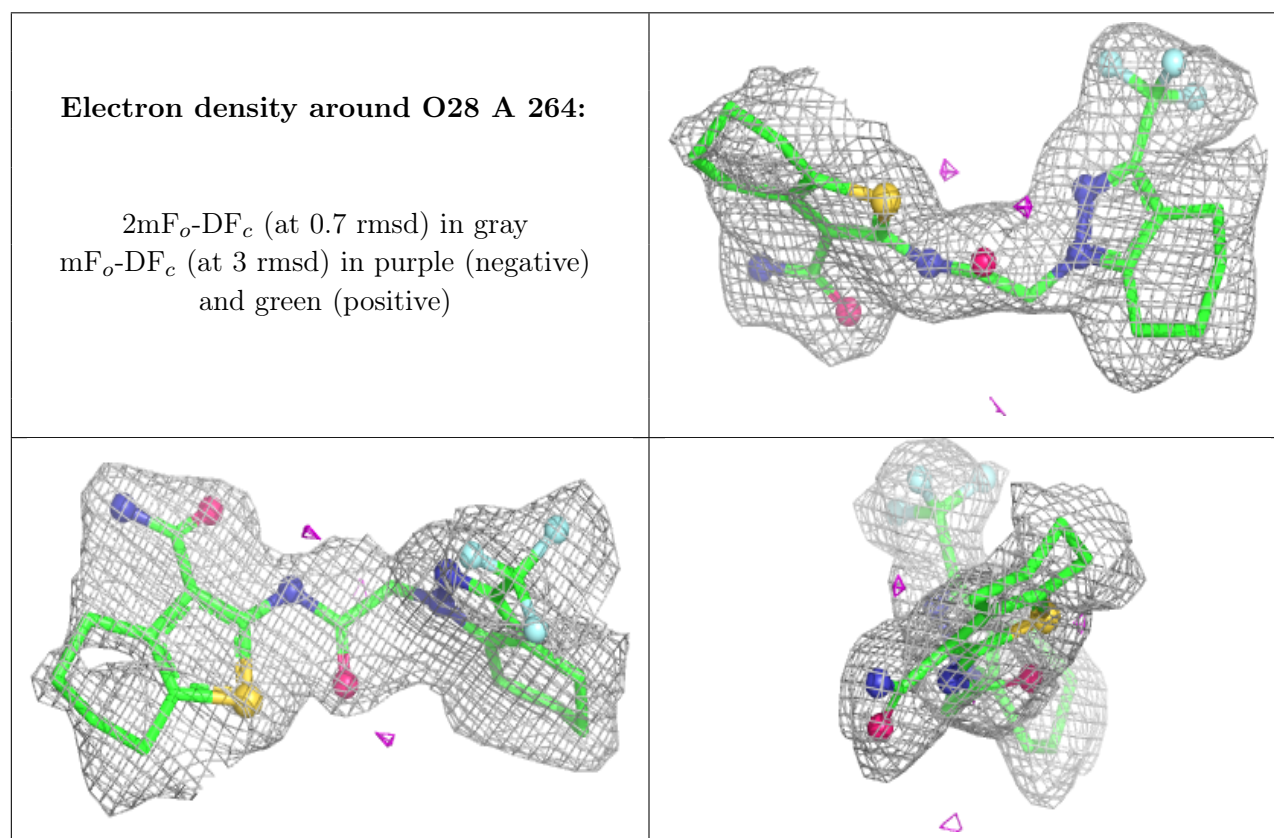 Electron density around O28 A 264:
2mFₒ-DF𝒸 (at 0.7 rmsd) in gray
mFₒ-DF𝒸 (at 3 rmsd) in purple (negative)
and green (positive)